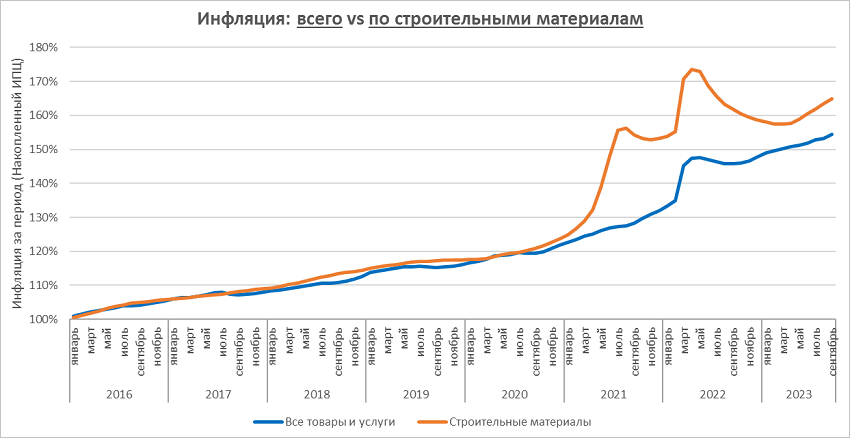 Инфляция: всего vs по строительными материалам
Инфляция за период (Накопленный ИПЦ)
180%
170%
160%
150%
140%
130%
120%
110%
100%
январь март май июль сентябрь ноябрь январь март май июль сентябрь ноябрь январь март май июль сентябрь ноябрь январь март май июль сентябрь ноябрь январь март май июль сентябрь ноябрь январь март май июль сентябрь ноябрь январь март май июль сентябрь ноябрь январь март май июль сентябрь
2016 2017 2018 2019 2020 2021 2022 2023
Все товары и услуги Строительные материалы